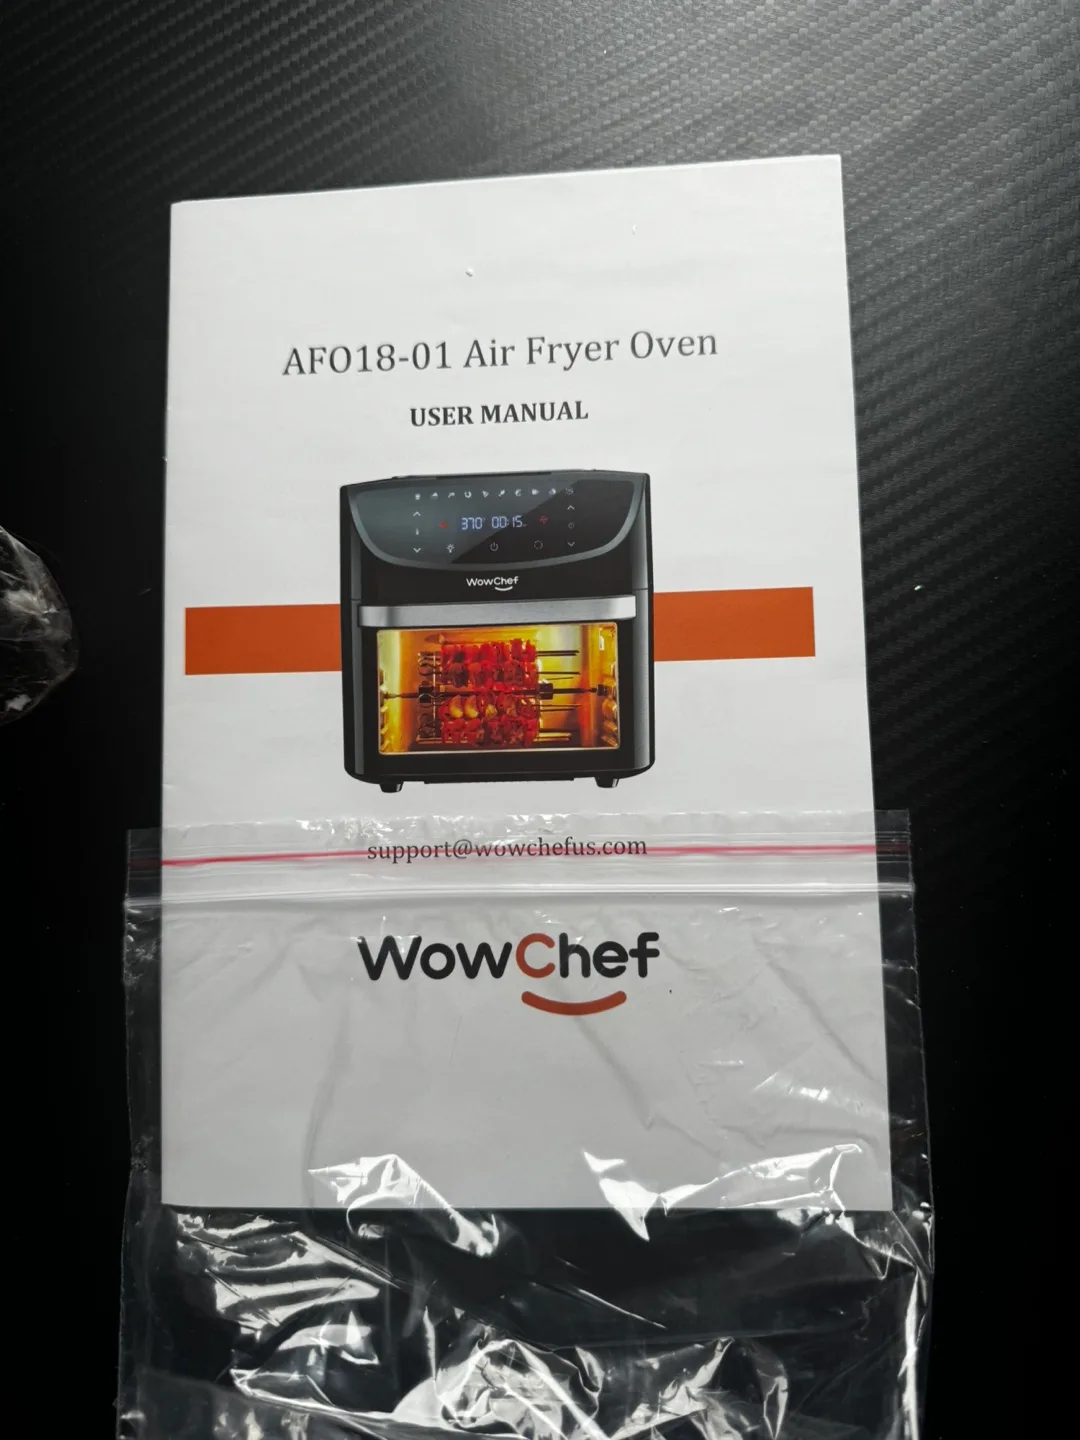 AFO18-01 Air Fryer Oven
USER MANUAL
370° 00:15
WowChef
support@wowchefus.com
WowChef